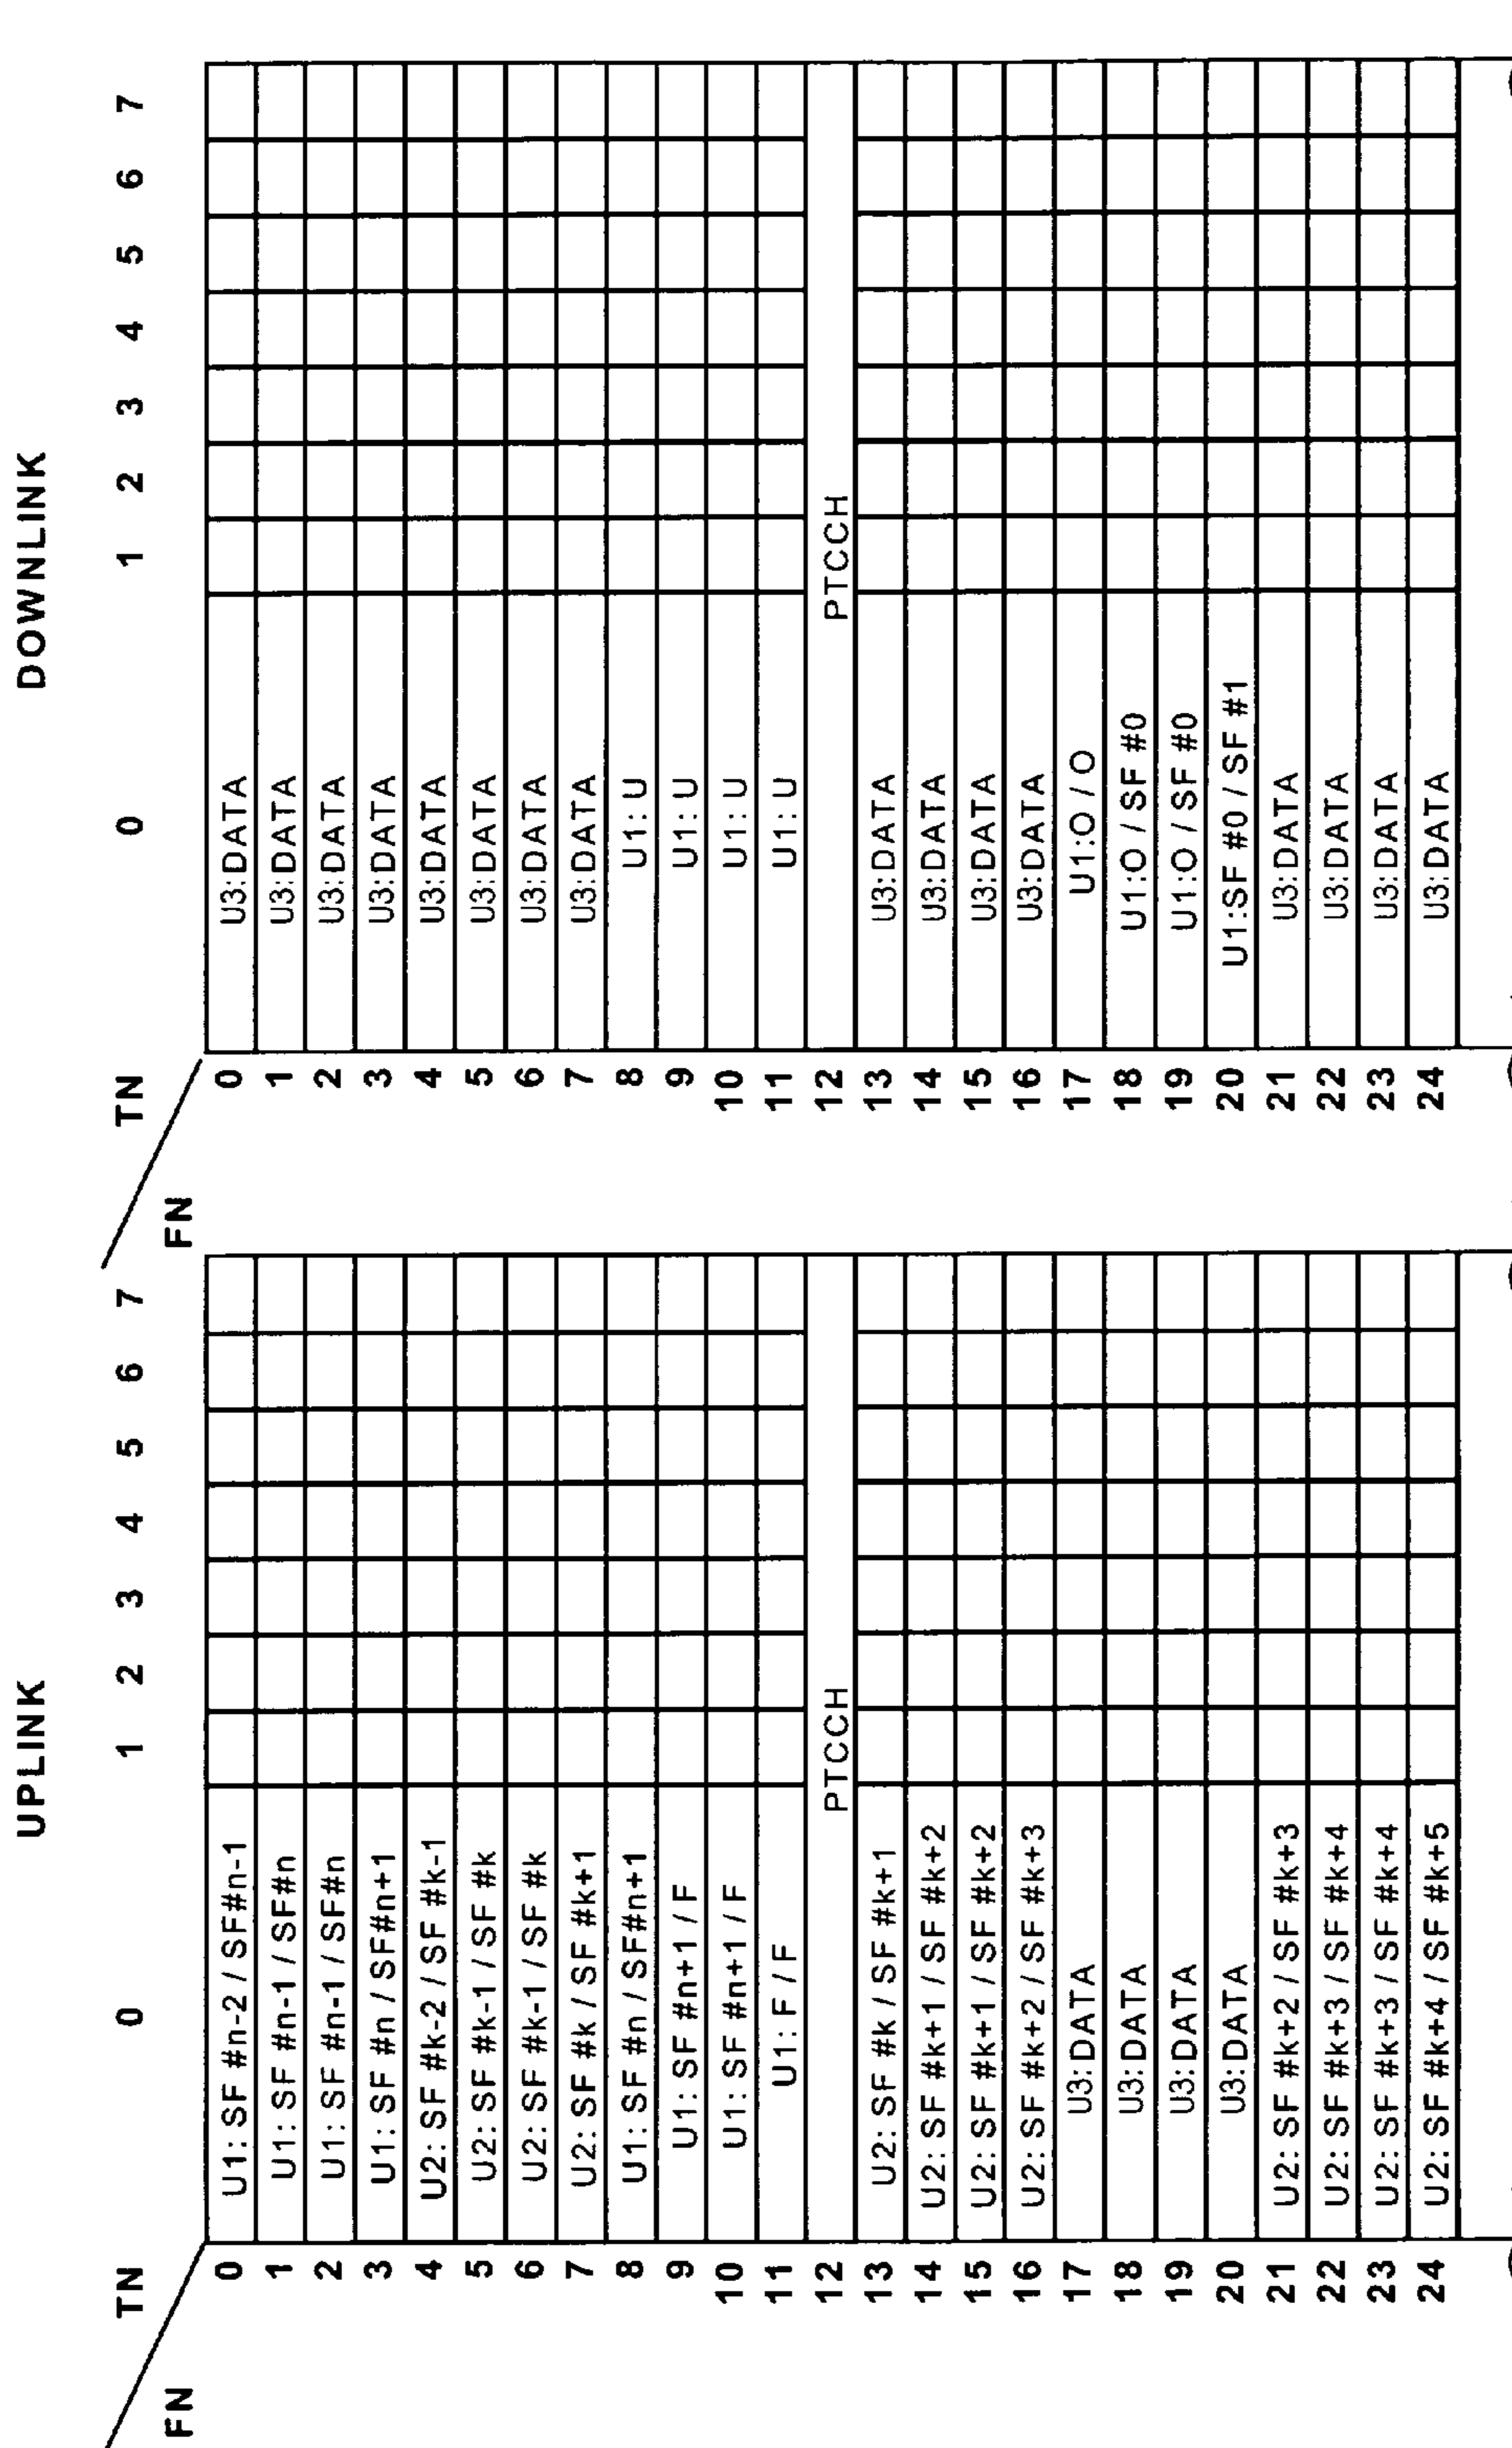 UPLINK
FN TN 0 1 2 3 4 5 6 7
0 U1: SF #n-2 / SF#n-1
1 U1: SF #n-1 / SF#n
2 U1: SF #n-1 / SF#n
3 U1: SF #n / SF#n+1
4 U2: SF #k-2 / SF #k-1
5 U2: SF #k-1 / SF #k
6 U2: SF #k-1 / SF #k
7 U2: SF #k / SF #k+1
8 U1: SF #n / SF#n+1
9 U1: SF #n+1 / F
10 U1: SF #n+1 / F
11 U1: F / F
12 PTCCH
13 U2: SF #k / SF #k+1
14 U2: SF #k+1 / SF #k+2
15 U2: SF #k+1 / SF #k+2
16 U2: SF #k+2 / SF #k+3
17 U3:DATA
18 U3:DATA
19 U3:DATA
20 U3:DATA
21 U2: SF #k+2 / SF #k+3
22 U2: SF #k+3 / SF #k+4
23 U2: SF #k+3 / SF #k+4
24 U2: SF #k+4 / SF #k+5
DOWNLINK
FN TN 0 1 2 3 4 5 6 7
0 U3:DATA
1 U3:DATA
2 U3:DATA
3 U3:DATA
4 U3:DATA
5 U3:DATA
6 U3:DATA
7 U3:DATA
8 U1: U
9 U1: U
10 U1: U
11 U1: U
12 PTCCH
13 U3:DATA
14 U3:DATA
15 U3:DATA
16 U3:DATA
17 U1:O / O
18 U1:O / SF #0
19 U1:O / SF #0
20 U1:SF #0 / SF #1
21 U3:DATA
22 U3:DATA
23 U3:DATA
24 U3:DATA